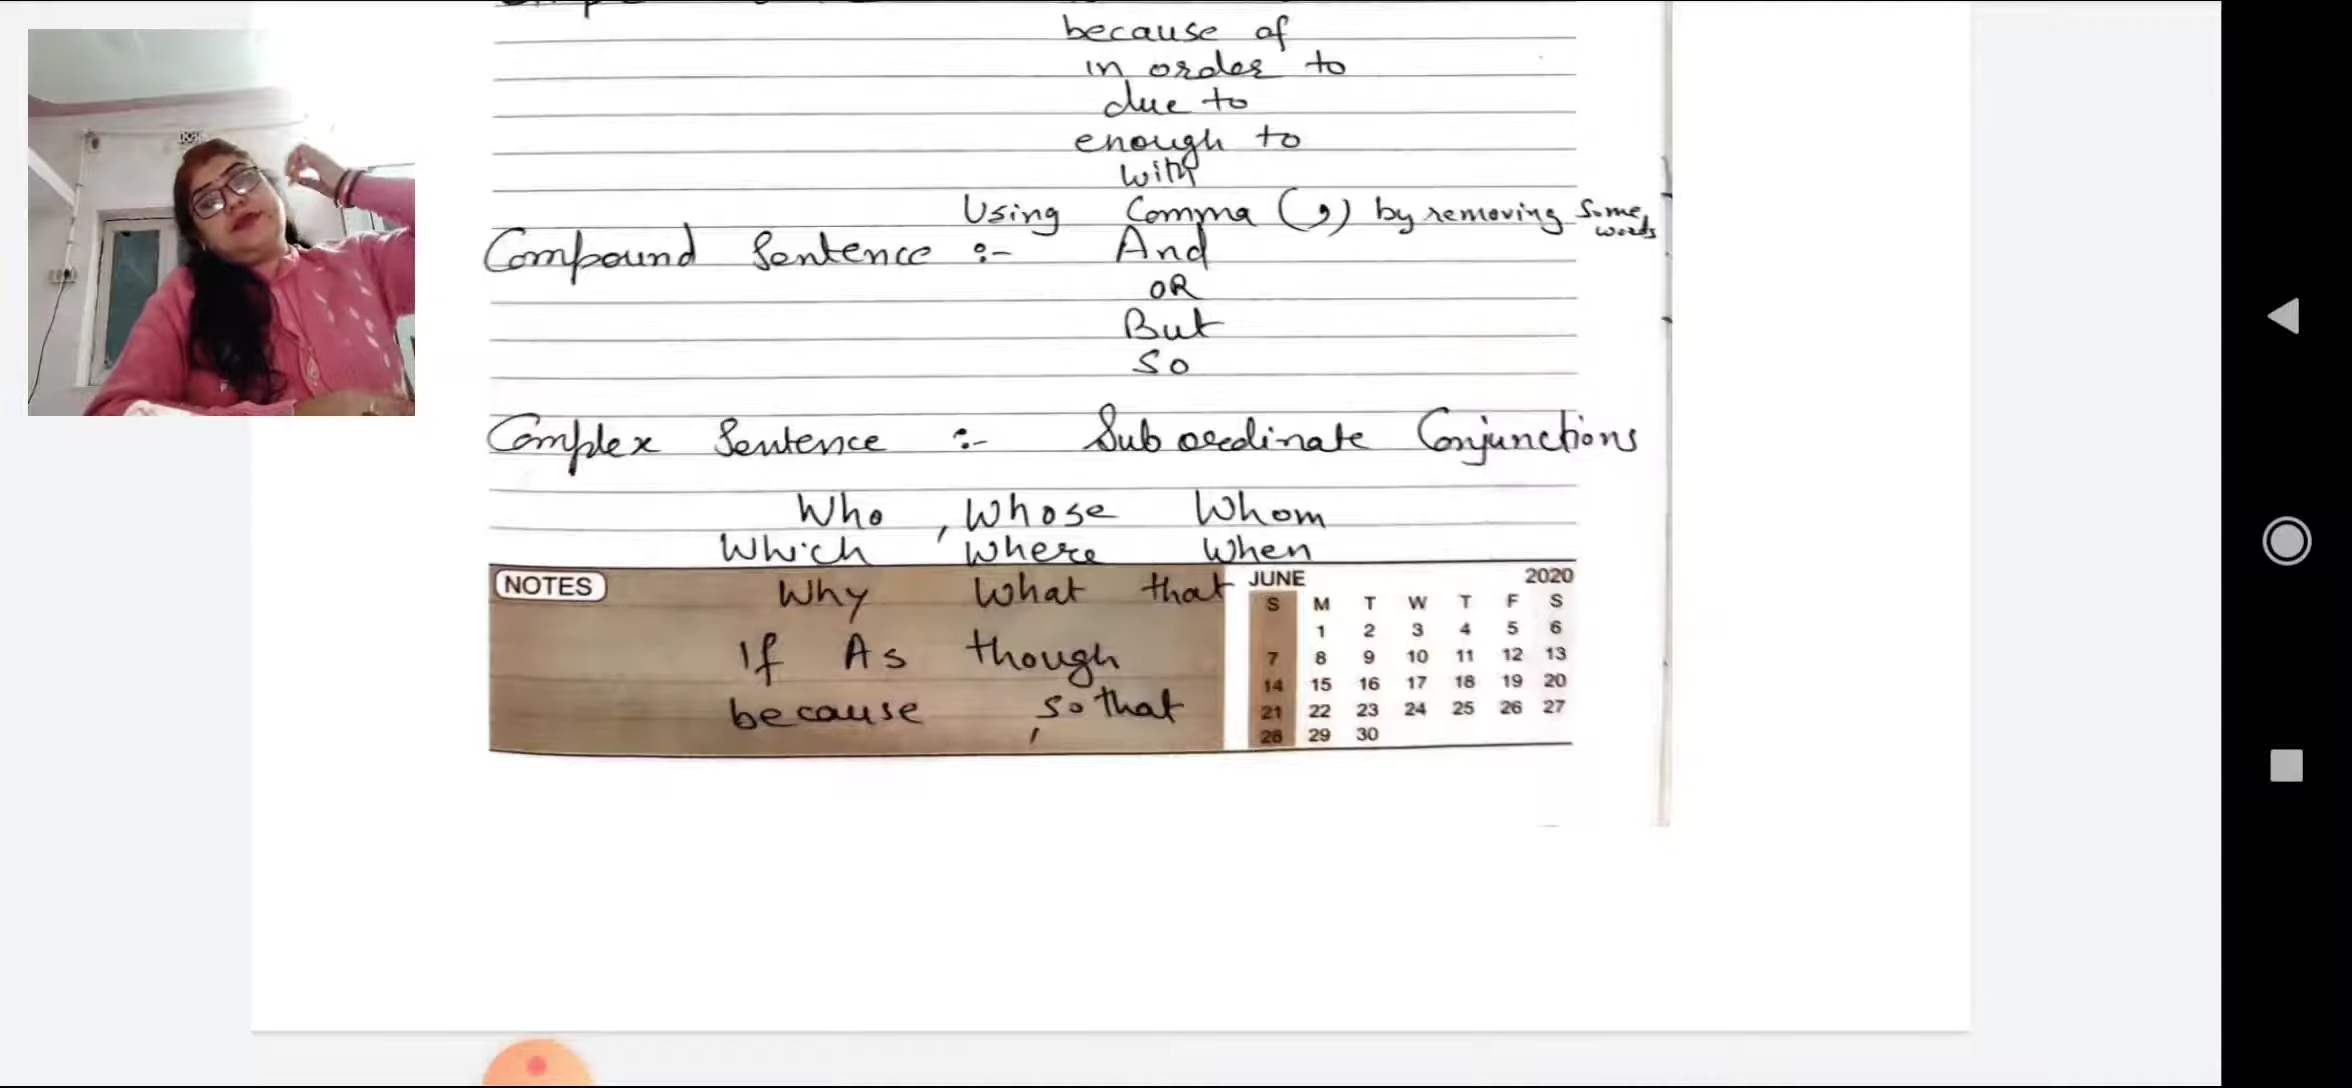 because of
in order to
due to
enough to
with
Using Comma (,) by removing some words
Compound Sentence :- And
OR
But
So
Complex Sentence :- Subordinate Conjunctions
Who , Whose Whom
Which , Where When
NOTES
Why What that
If As though
because , so that
JUNE 2020
S M T W T F S
1 2 3 4 5 6
7 8 9 10 11 12 13
14 15 16 17 18 19 20
21 22 23 24 25 26 27
28 29 30